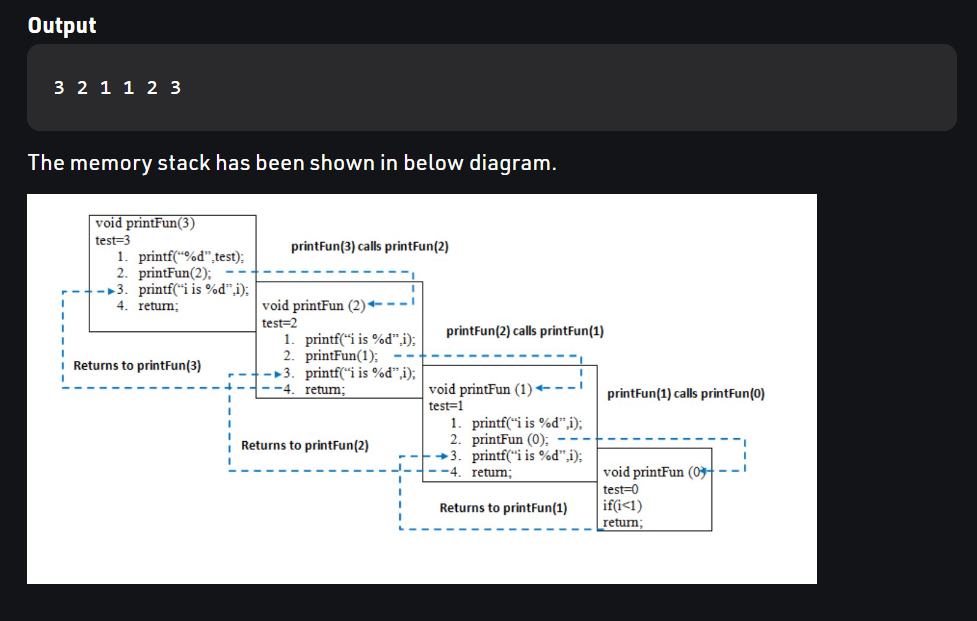 Output
3 2 1 1 2 3
The memory stack has been shown in below diagram.
void printFun(3)
test=3
1. printf(“%d”,test);
2. printFun(2);
3. printf(“i is %d”,i);
4. return;
printFun(3) calls printFun(2)
void printFun (2)
test=2
1. printf(“i is %d”,i);
2. printFun(1);
3. printf(“i is %d”,i);
4. return;
printFun(2) calls printFun(1)
Returns to printFun(3)
void printFun (1)
test=1
1. printf(“i is %d”,i);
2. printFun (0);
3. printf(“i is %d”,i);
4. return;
printFun(1) calls printFun(0)
Returns to printFun(2)
void printFun (0)
test=0
if(i<1)
return;
Returns to printFun(1)